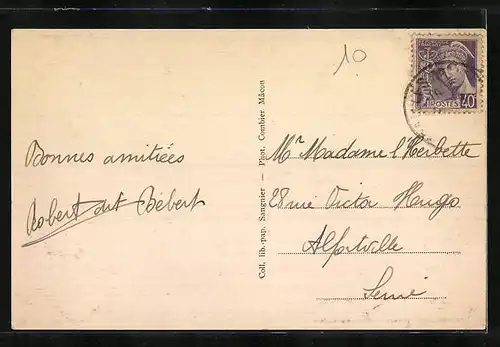 10
POSTES
40
Bonnes amitiées
Robert dit Bébert
Coll. lib.-pap. Sangnier — Phot. Combier Mâcon
Mr Madame l'Herbette
28 rue Victor Hugo
Alfortville
Seine